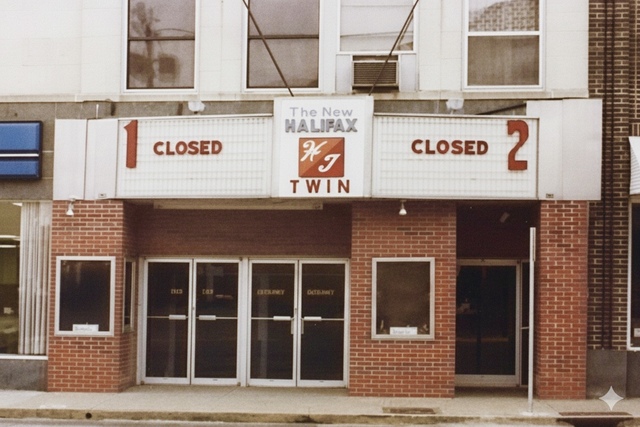 The New
HALIFAX
1 CLOSED
HT
CLOSED 2
TWIN